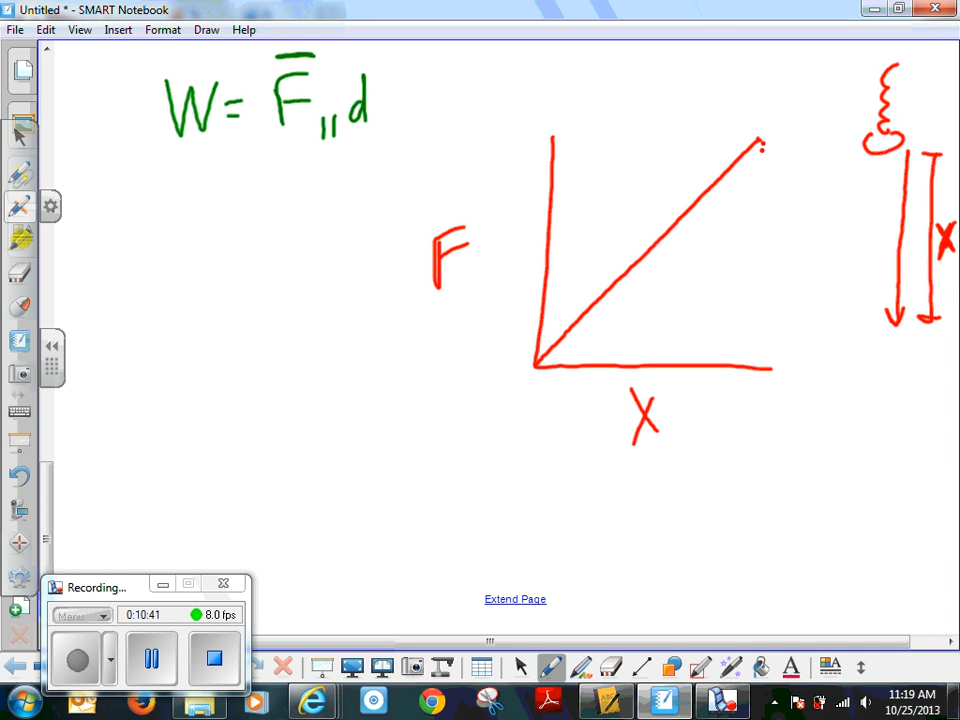 Untitled * - SMART Notebook
File Edit View Insert Format Draw Help
W = F̅∥ d
F
X
X
Recording...
Menu 0:10:41 8.0 fps
Extend Page
11:19 AM
10/25/2013